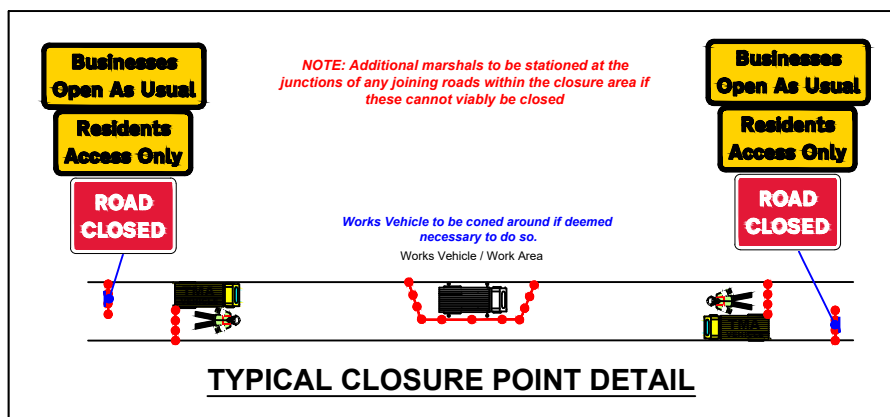 Businesses
Open As Usual
Residents
Access Only
ROAD
CLOSED
NOTE: Additional marshals to be stationed at the
junctions of any joining roads within the closure area if
these cannot viably be closed
Businesses
Open As Usual
Residents
Access Only
ROAD
CLOSED
Works Vehicle to be coned around if deemed
necessary to do so.
Works Vehicle / Work Area
TMA
TMA
TYPICAL CLOSURE POINT DETAIL